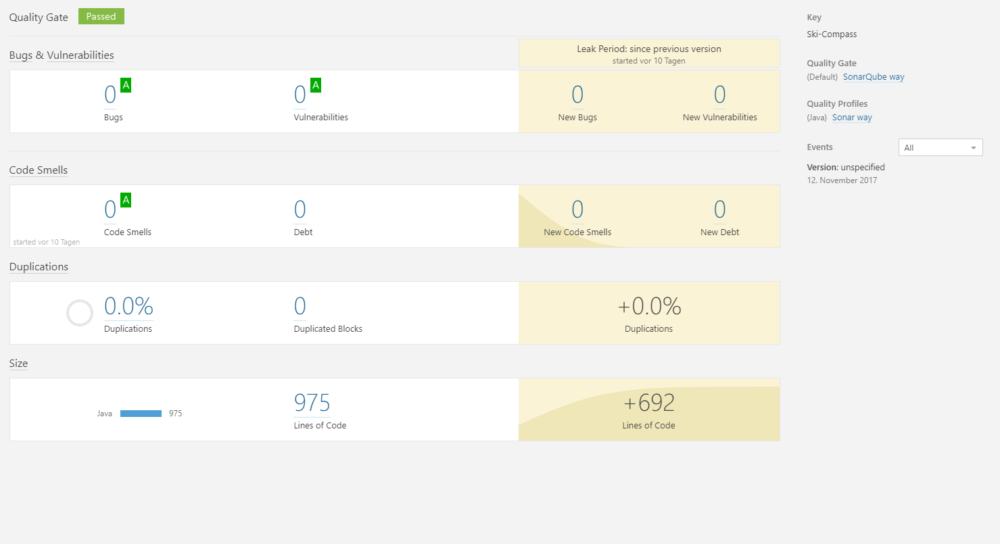 Quality Gate Passed
Bugs & Vulnerabilities
Leak Period: since previous version
started vor 10 Tagen
0 A
Bugs
0 A
Vulnerabilities
0
New Bugs
0
New Vulnerabilities
Code Smells
0 A
Code Smells
0
Debt
started vor 10 Tagen
0
New Code Smells
0
New Debt
Duplications
0.0%
Duplications
0
Duplicated Blocks
+0.0%
Duplications
Size
Java 975
975
Lines of Code
+692
Lines of Code
Key
Ski-Compass
Quality Gate
(Default) SonarQube way
Quality Profiles
(Java) Sonar way
Events All
Version: unspecified
12. November 2017